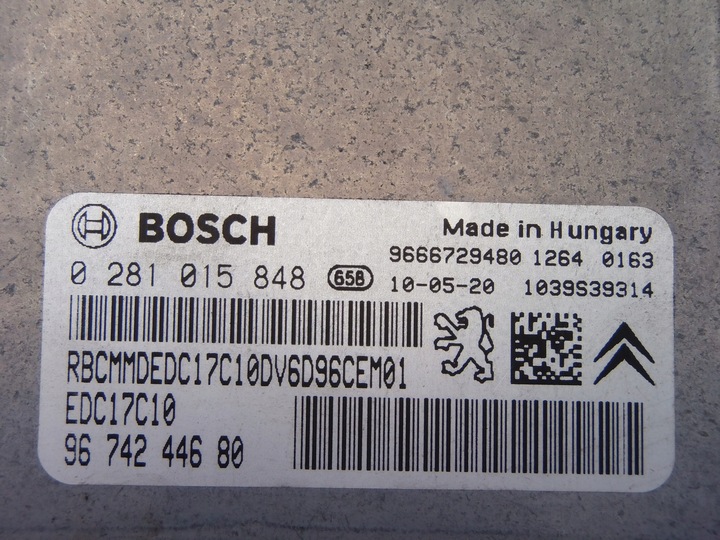 BOSCH
Made in Hungary
9666729480 1264 0163
0 281 015 848 65B 10-05-20 1039S39314
RBCMMDEDC17C10DV6D96CEM01
EDC17C10
96 742 446 80